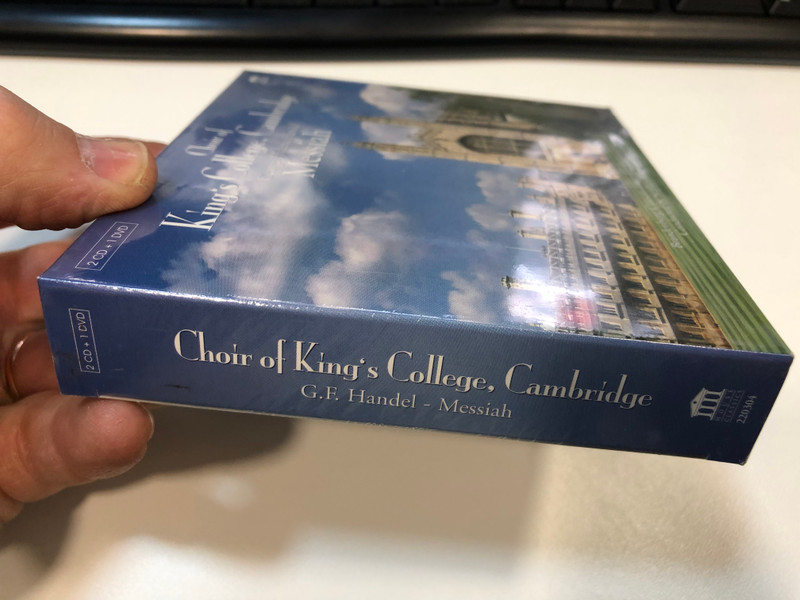 Choir of
King's College, Cambridge
Messiah
2 CD + 1 DVD
2 CD + 1 DVD
Choir of King's College, Cambridge
G.F. Handel - Messiah
220304